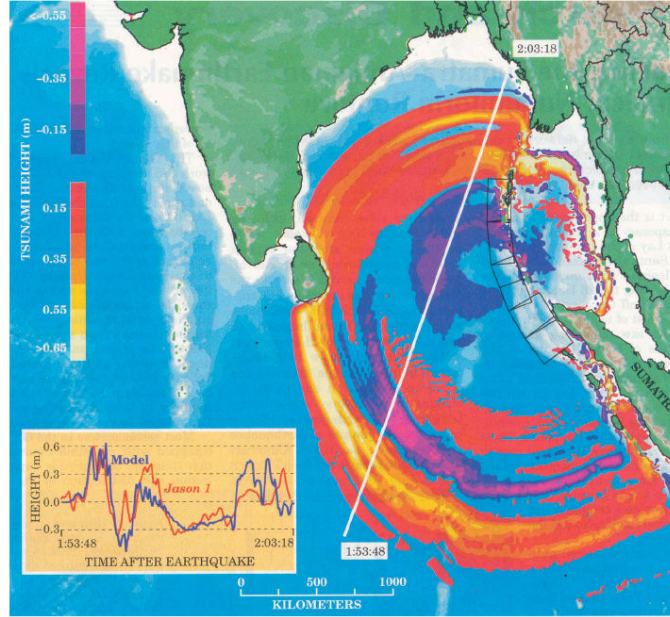 <-0.55
-0.35
-0.15
TSUNAMI HEIGHT (m)
0.15
0.35
0.55
>0.65
2:03:18
SUMATRA
1:53:48
0.6
0.3
0.0
-0.3
HEIGHT (m)
Model
Jason 1
1:53:48
2:03:18
TIME AFTER EARTHQUAKE
0 500 1000
KILOMETERS